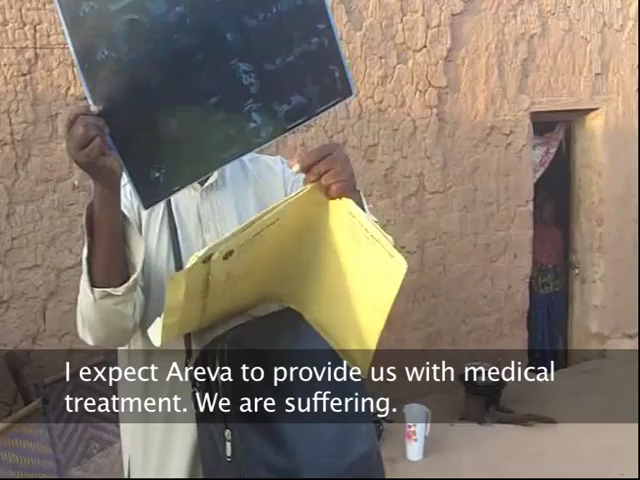 I expect Areva to provide us with medical
treatment. We are suffering.